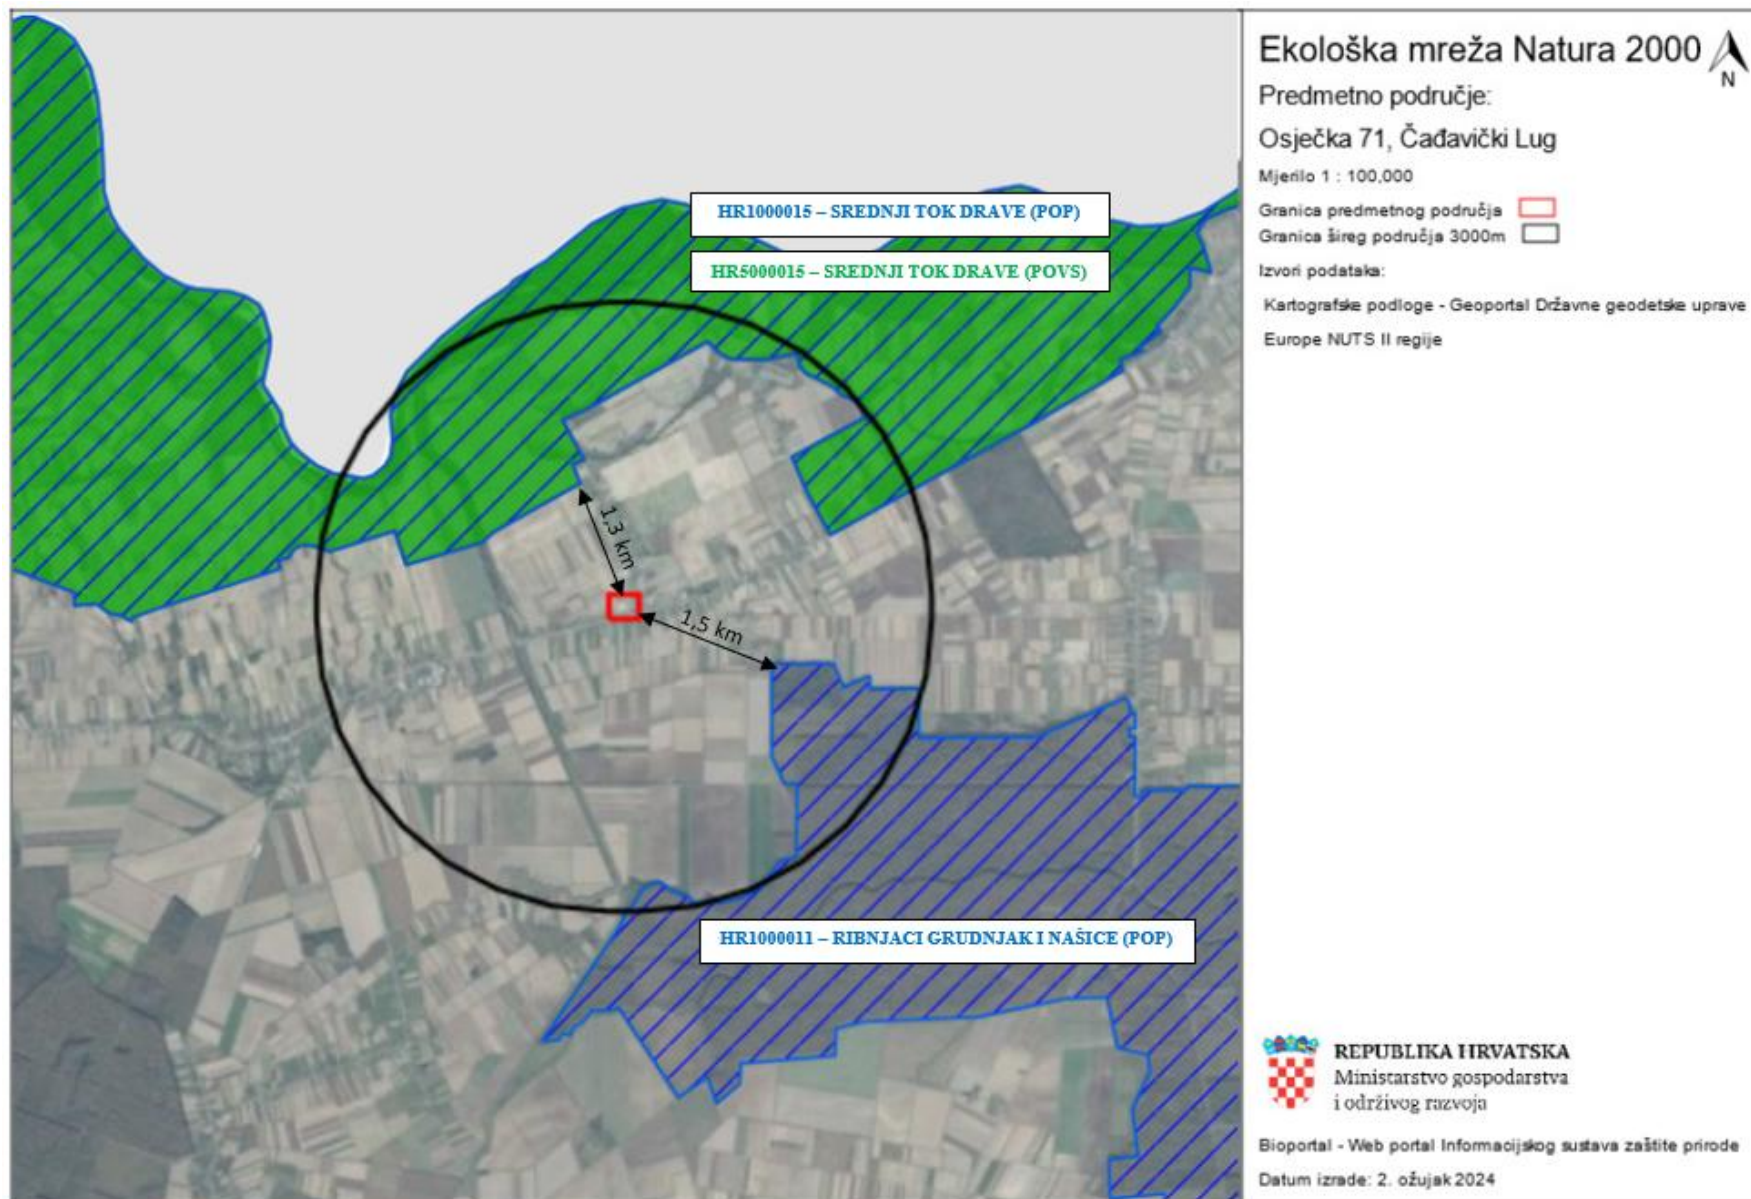 Ekološka mreža Natura 2000
N
Predmetno područje:
Osječka 71, Čađavički Lug
Mjerilo 1 : 100,000
Granica predmetnog područja
Granica šireg područja 3000m
Izvori podataka:
Kartografske podloge - Geoportal Državne geodetske uprave
Europe NUTS II regije
HR1000015 – SREDNJI TOK DRAVE (POP)
HR5000015 – SREDNJI TOK DRAVE (POVS)
1,3 km
1,5 km
HR1000011 – RIBNJACI GRUDNJAK I NAŠICE (POP)
REPUBLIKA HRVATSKA
Ministarstvo gospodarstva
i održivog razvoja
Bioportal - Web portal Informacijskog sustava zaštite prirode
Datum izrade: 2. ožujak 2024